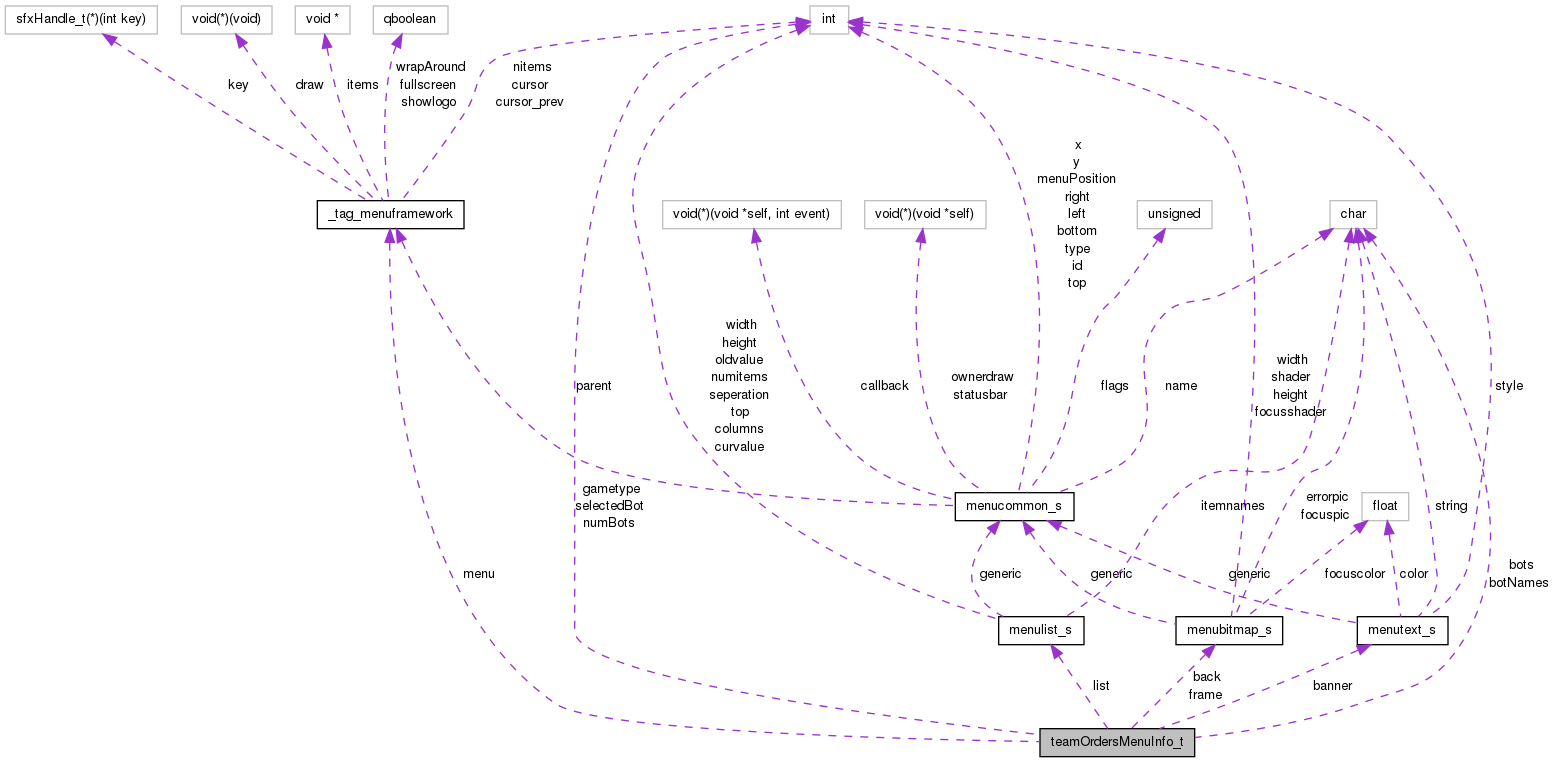 sfxHandle_t(*)(int key)
void(*)(void)
void *
qboolean
int
key
draw
items
wrapAround
fullscreen
showlogo
nitems
cursor
cursor_prev
x
y
menuPosition
right
left
bottom
type
id
top
_tag_menuframework
void(*)(void *self, int event)
void(*)(void *self)
unsigned
char
width
height
oldvalue
numitems
seperation
top
columns
curvalue
parent
callback
ownerdraw
statusbar
flags
name
width
shader
height
focusshader
style
gametype
selectedBot
numBots
menucommon_s
itemnames
errorpic
focuspic
float
string
menu
generic
generic
generic
focuscolor
color
bots
botNames
menulist_s
menubitmap_s
menutext_s
list
back
frame
banner
teamOrdersMenuInfo_t